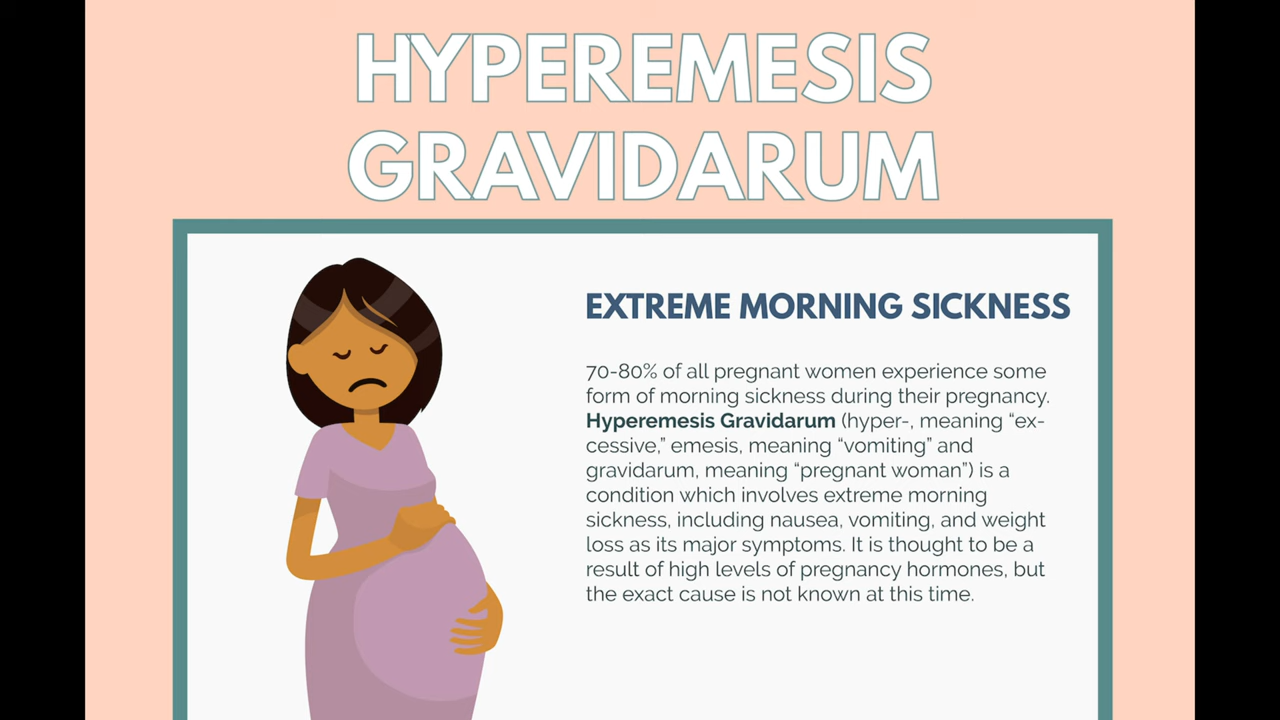 HYPEREMESIS
GRAVIDARUM
EXTREME MORNING SICKNESS
70-80% of all pregnant women experience some
form of morning sickness during their pregnancy.
Hyperemesis Gravidarum (hyper-, meaning “ex-
cessive,” emesis, meaning “vomiting” and
gravidarum, meaning “pregnant woman”) is a
condition which involves extreme morning
sickness, including nausea, vomiting, and weight
loss as its major symptoms. It is thought to be a
result of high levels of pregnancy hormones, but
the exact cause is not known at this time.